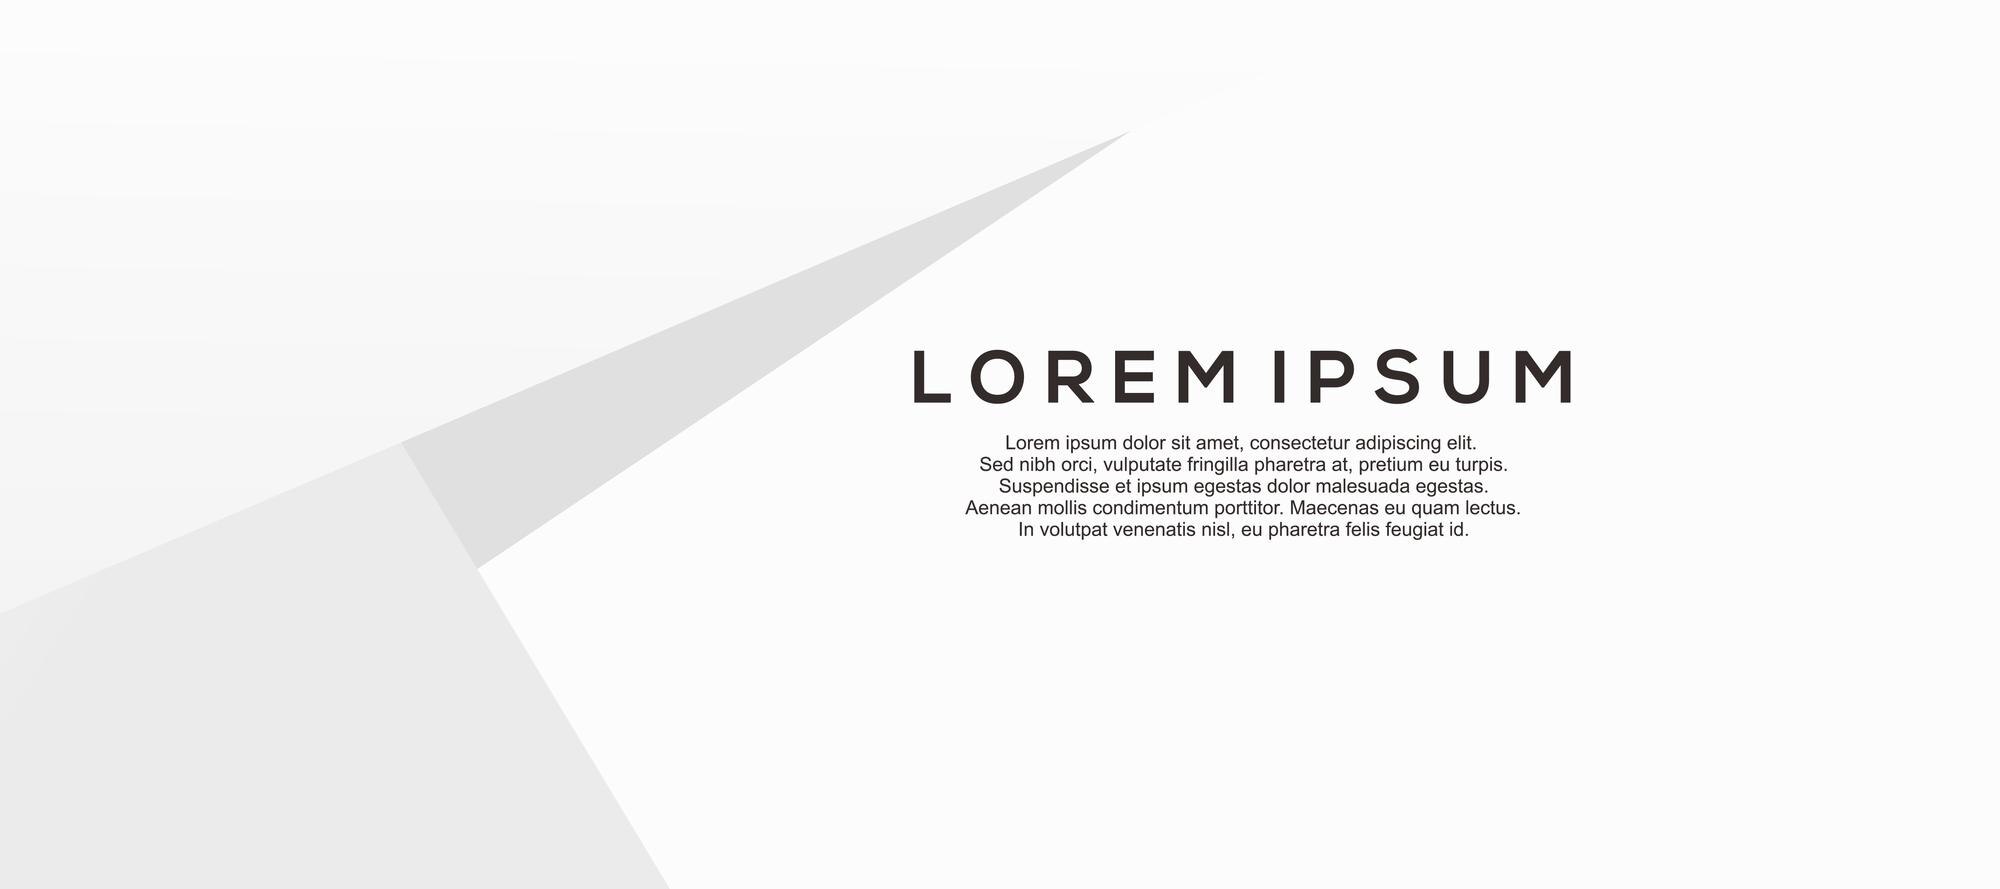 LOREM IPSUM
Lorem ipsum dolor sit amet, consectetur adipiscing elit.
Sed nibh orci, vulputate fringilla pharetra at, pretium eu turpis.
Suspendisse et ipsum egestas dolor malesuada egestas.
Aenean mollis condimentum porttitor. Maecenas eu quam lectus.
In volutpat venenatis nisl, eu pharetra felis feugiat id.